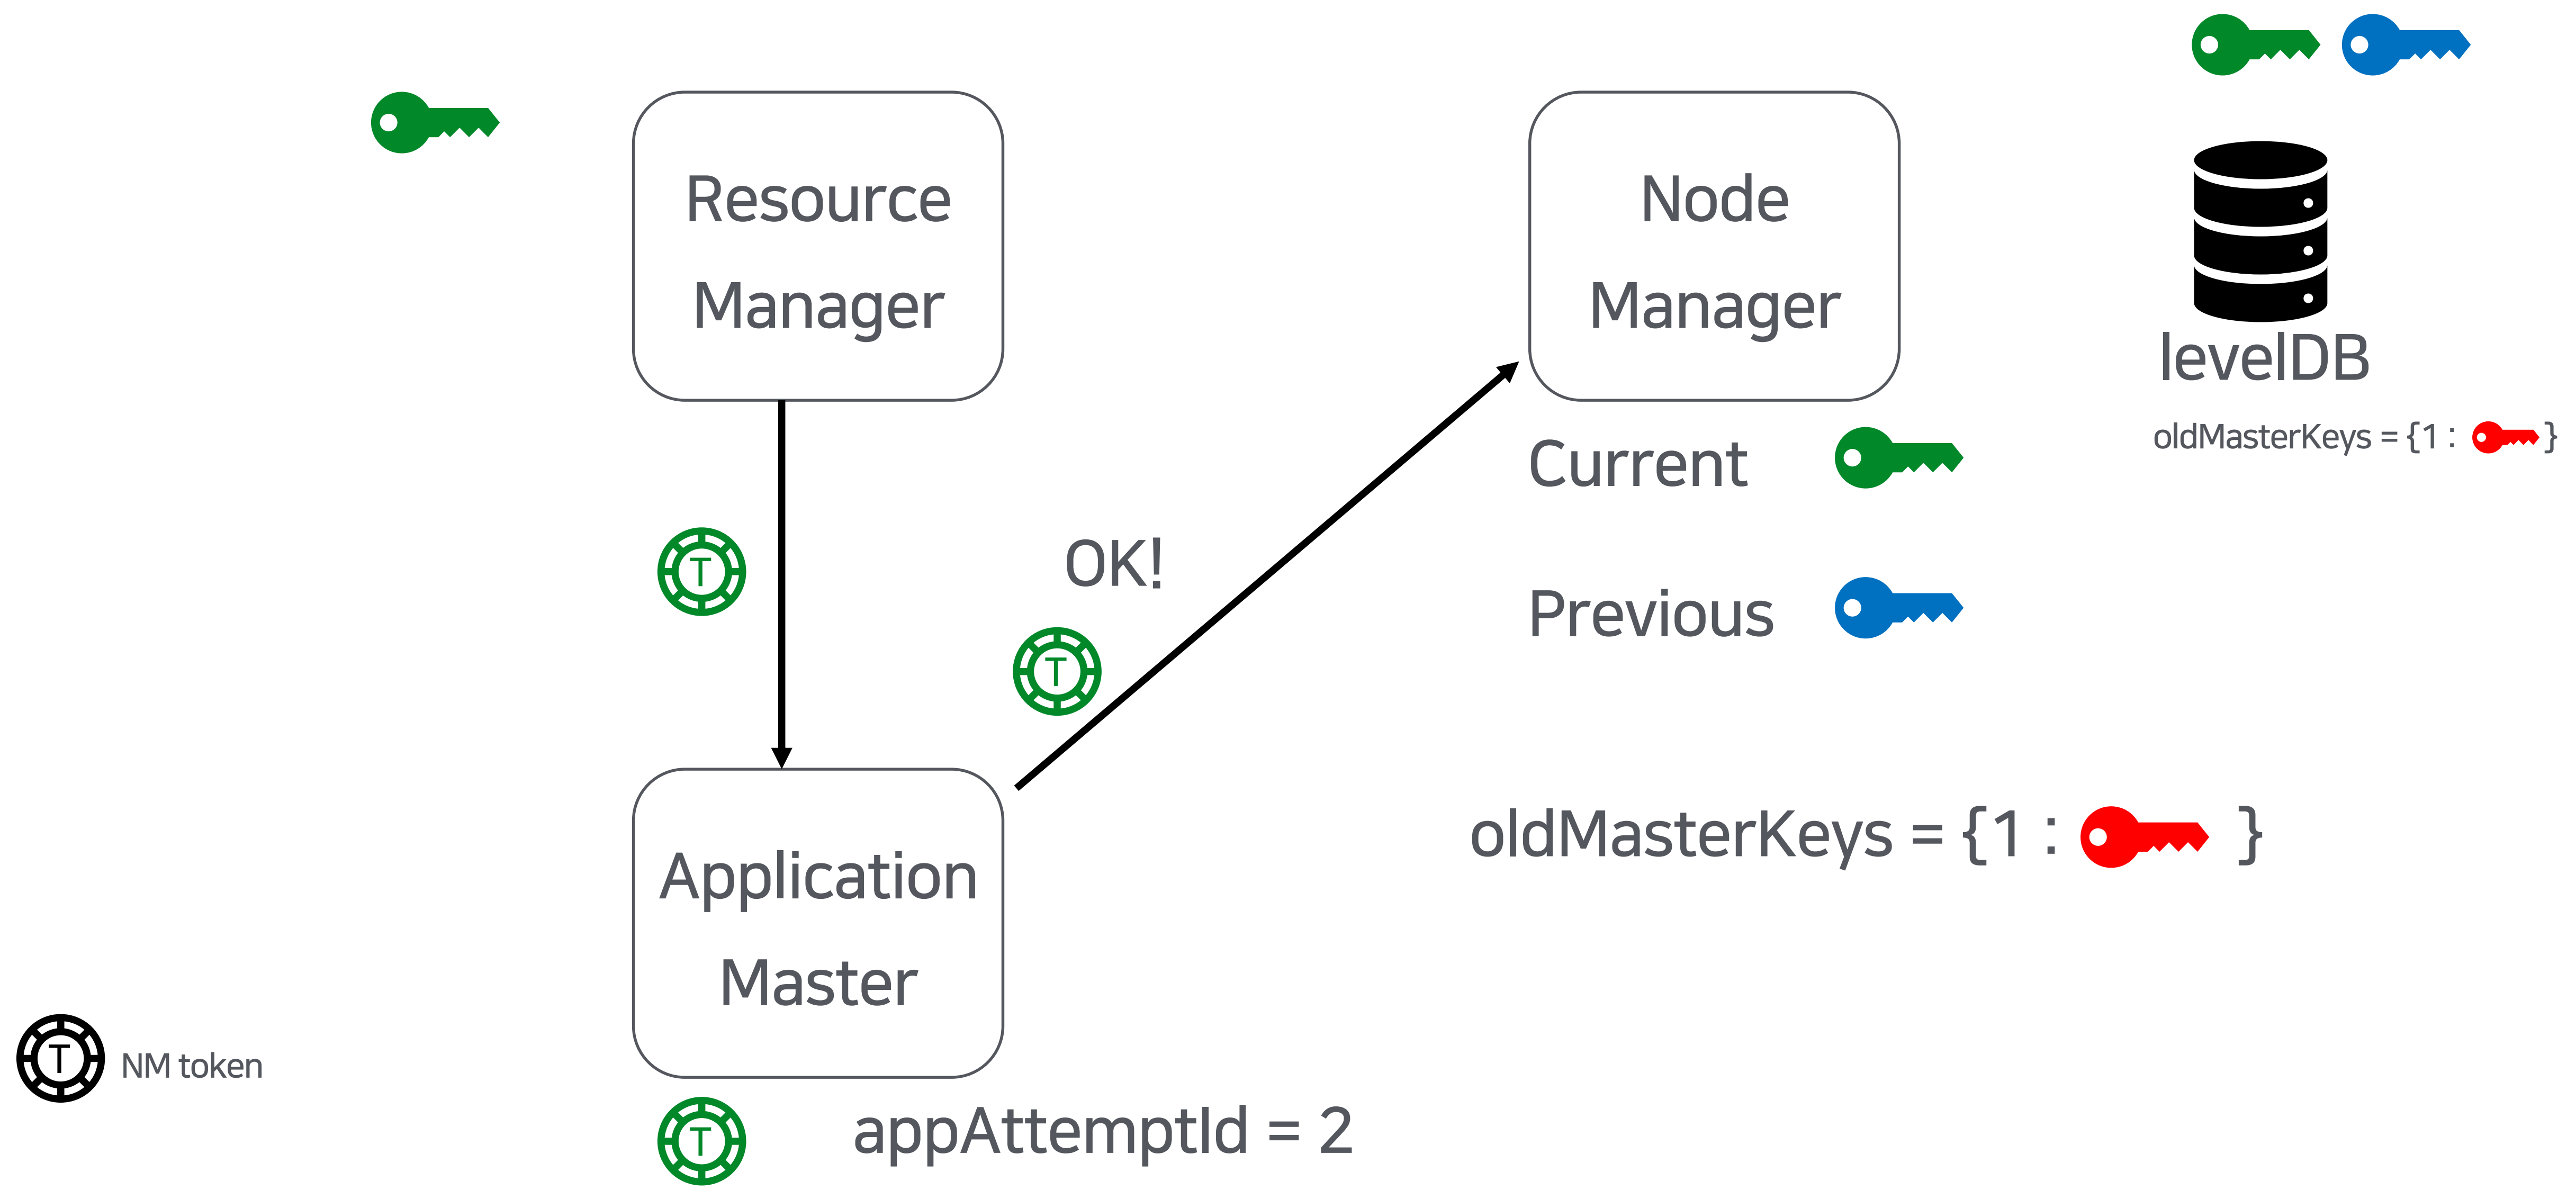 Resource
Manager
Node
Manager
levelDB
oldMasterKeys = {1 : }
Current
Previous
T
OK!
T
oldMasterKeys = {1 : }
Application
Master
T
NM token
T
appAttemptId = 2